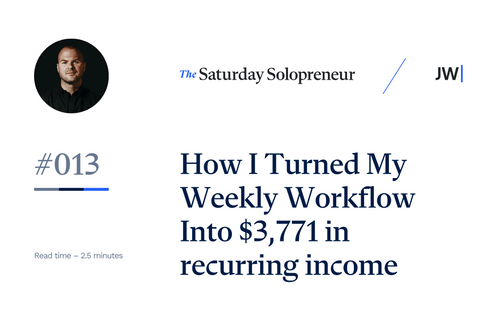 The Saturday Solopreneur
JW
#013
How I Turned My
Weekly Workflow
Into $3,771 in
recurring income
Read time – 2.5 minutes